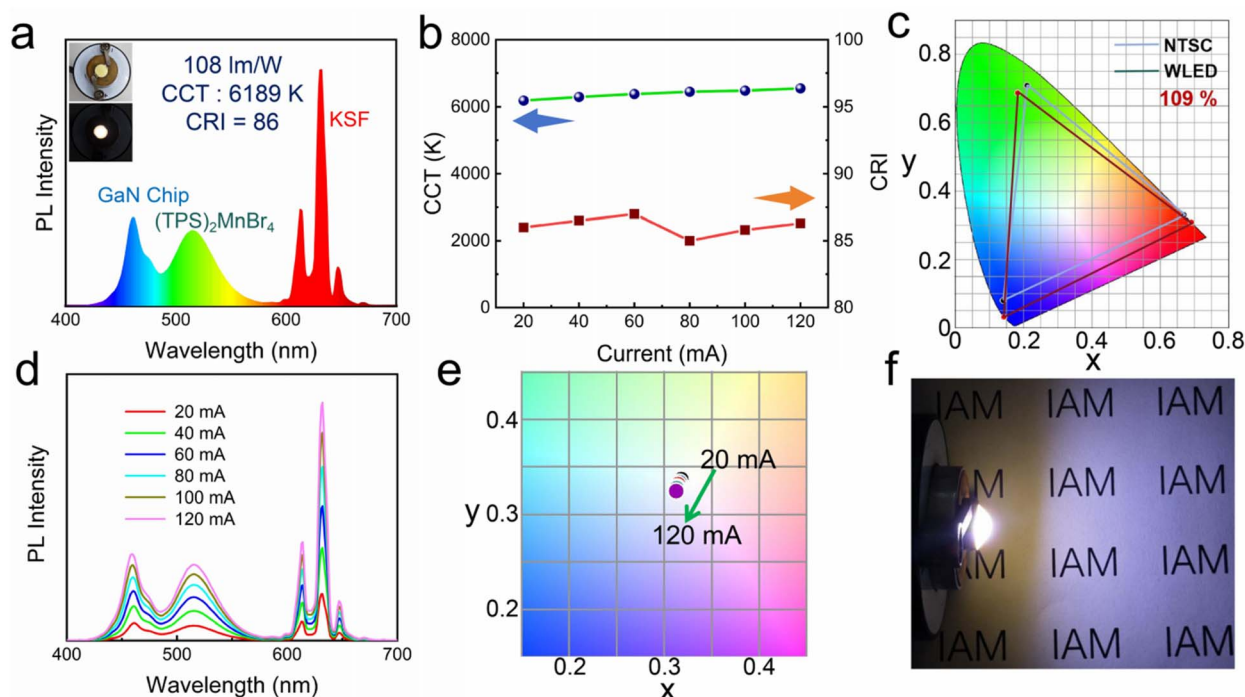 a
108 lm/W
CCT : 6189 K
CRI = 86
KSF
GaN Chip
(TPS)₂MnBr₄
PL Intensity
400 500 600 700
Wavelength (nm)
b
8000
6000
4000
2000
0
CCT (K)
100
95
90
85
80
CRI
20 40 60 80 100 120
Current (mA)
c
NTSC
WLED
109 %
0.8
0.6
0.4
0.2
0
y
0 0.2 0.4 0.6 0.8
x
d
20 mA
40 mA
60 mA
80 mA
100 mA
120 mA
PL Intensity
400 500 600 700
Wavelength (nm)
e
0.4
0.3
0.2
y
20 mA
120 mA
0.2 0.3 0.4
x
f
IAM IAM IAM
AM IAM IAM
AM IAM IAM
IAM IAM IAM